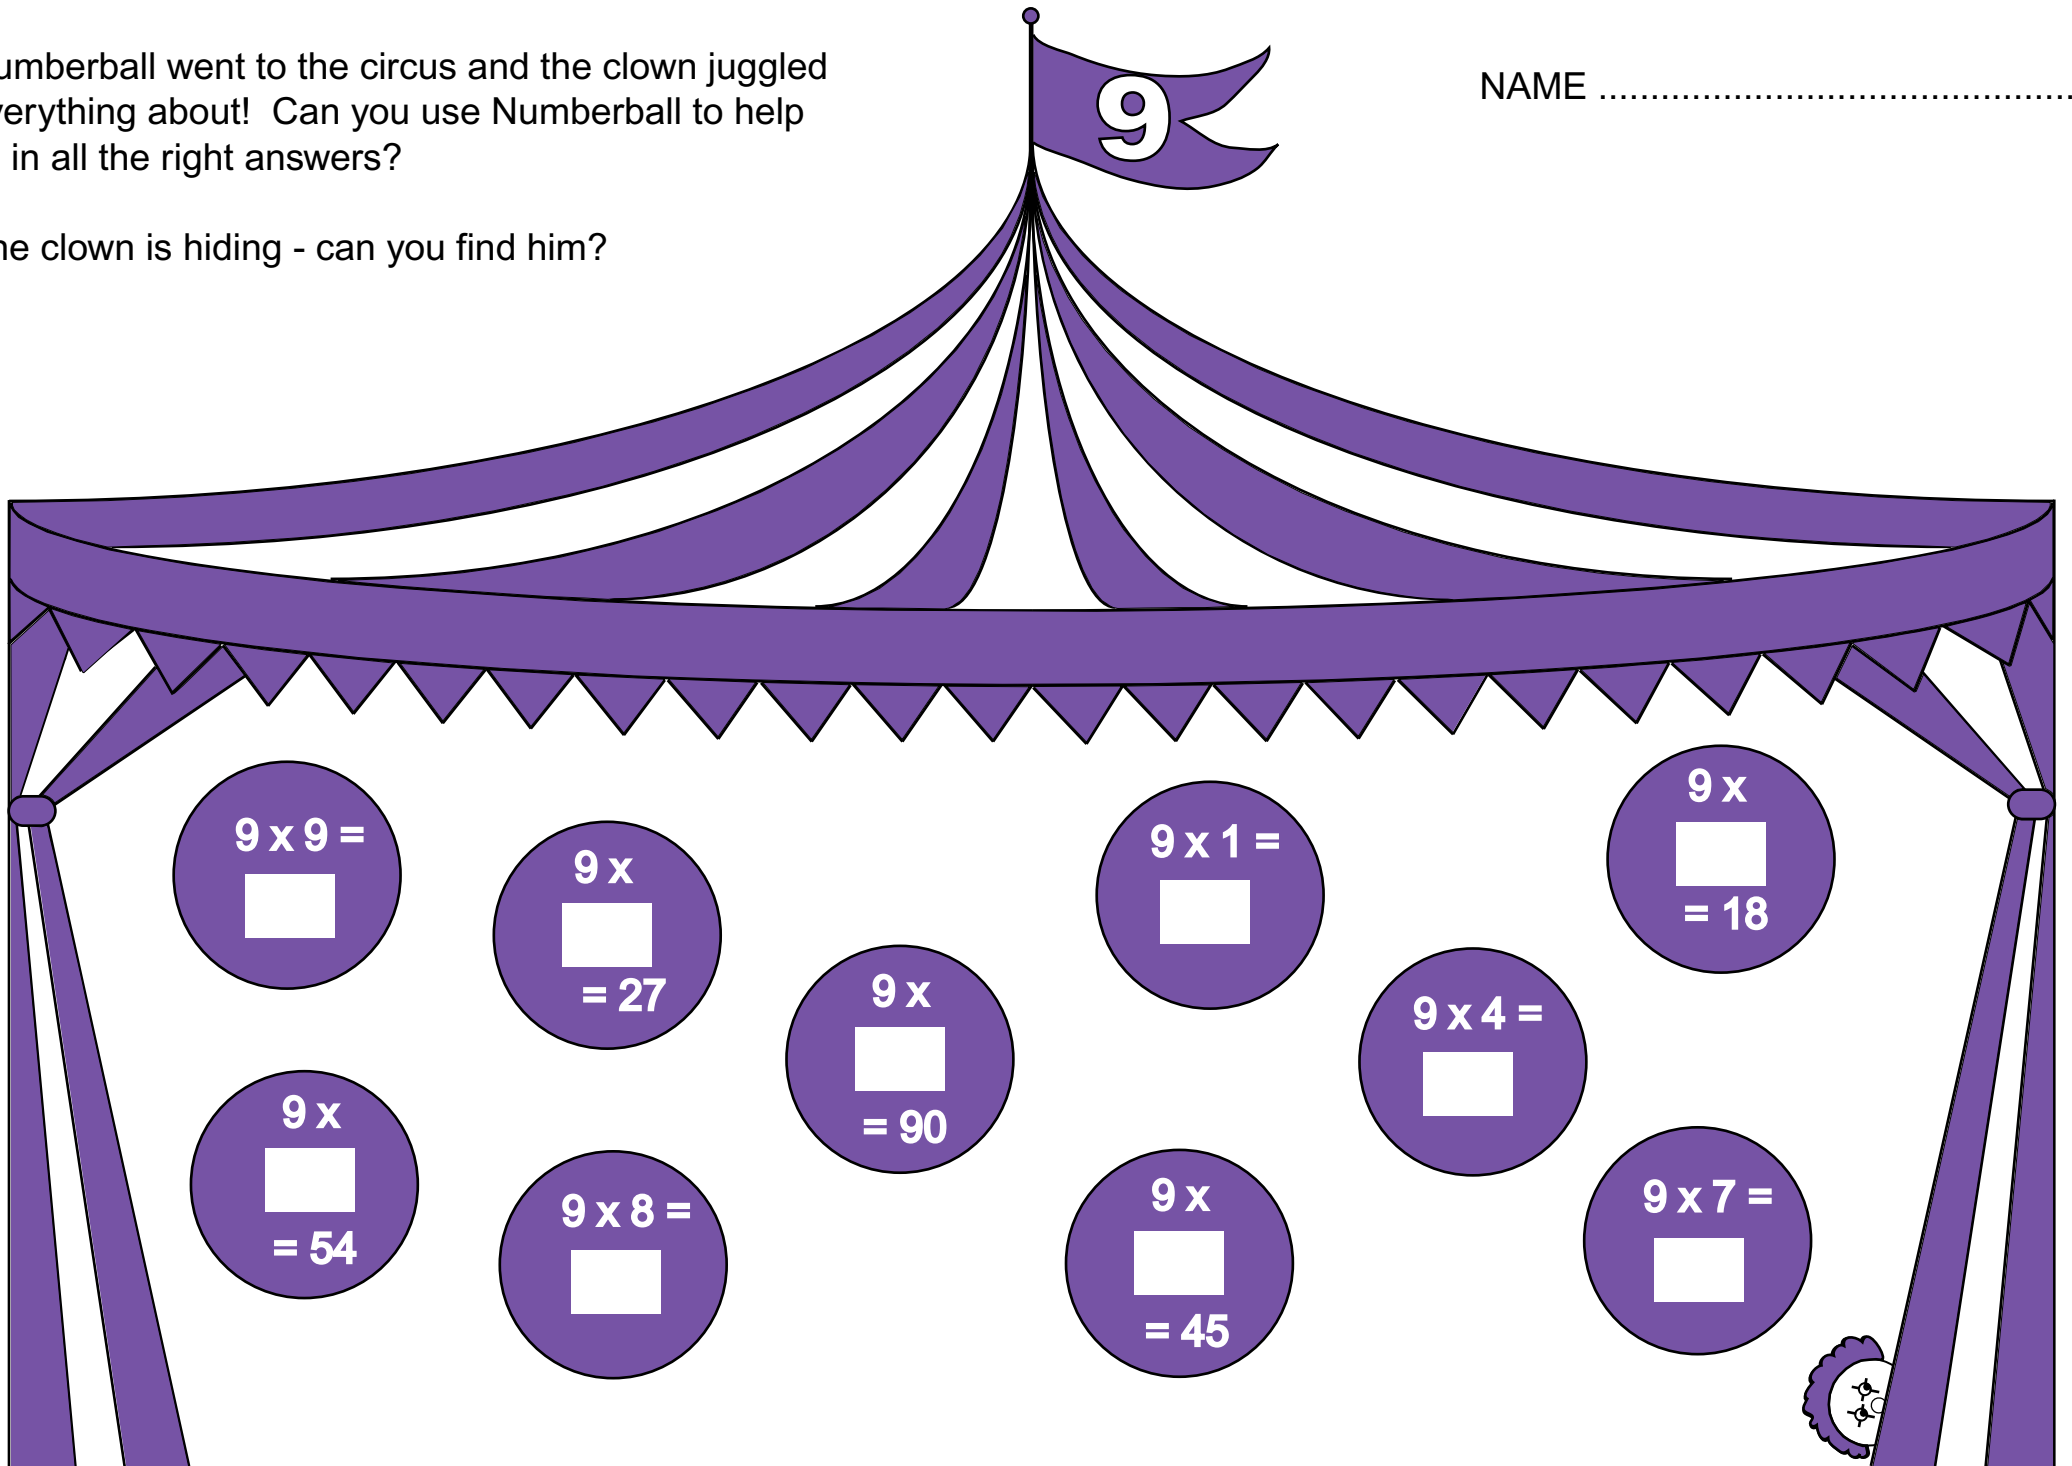 umberball went to the circus and the clown juggled
verything about! Can you use Numberball to help
in all the right answers?
he clown is hiding - can you find him?
NAME ............................................
9
9 x 9 =
9 x
= 27
9 x
= 90
9 x 1 =
9 x
= 18
9 x 4 =
9 x
= 54
9 x 8 =
9 x
= 45
9 x 7 =